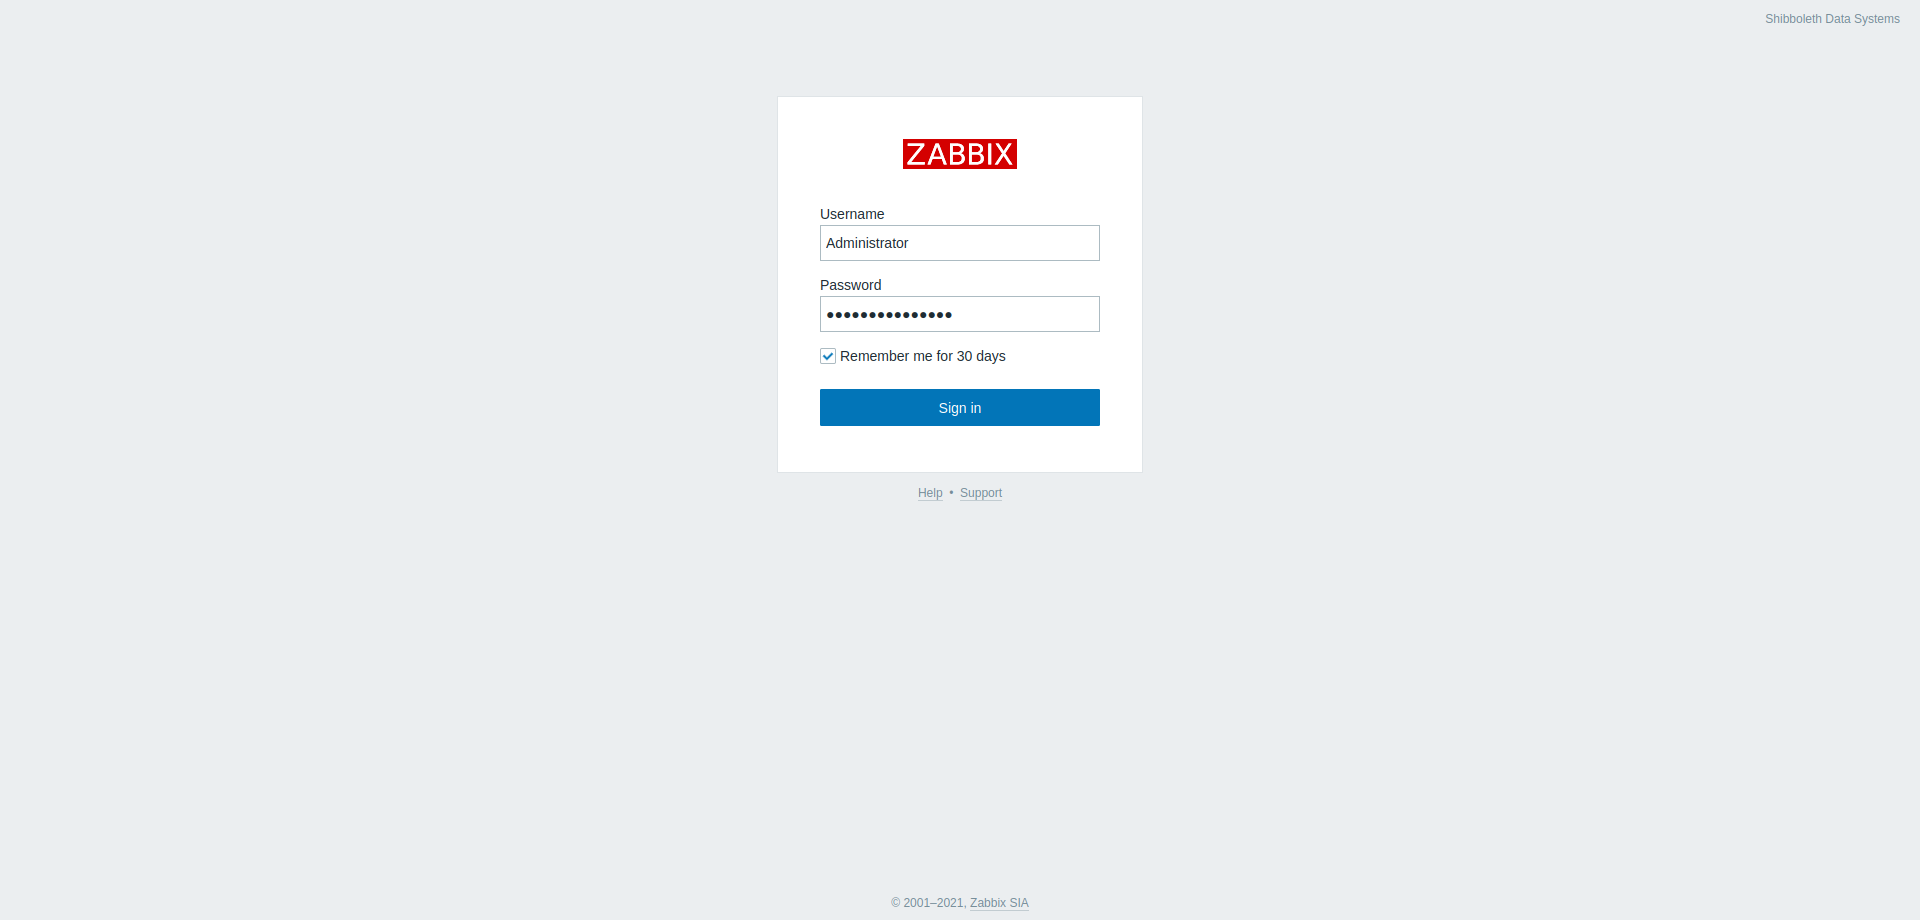 Shibboleth Data Systems
ZABBIX
Username
Administrator
Password
●●●●●●●●●●●●●●●
Remember me for 30 days
Sign in
Help • Support
© 2001–2021, Zabbix SIA